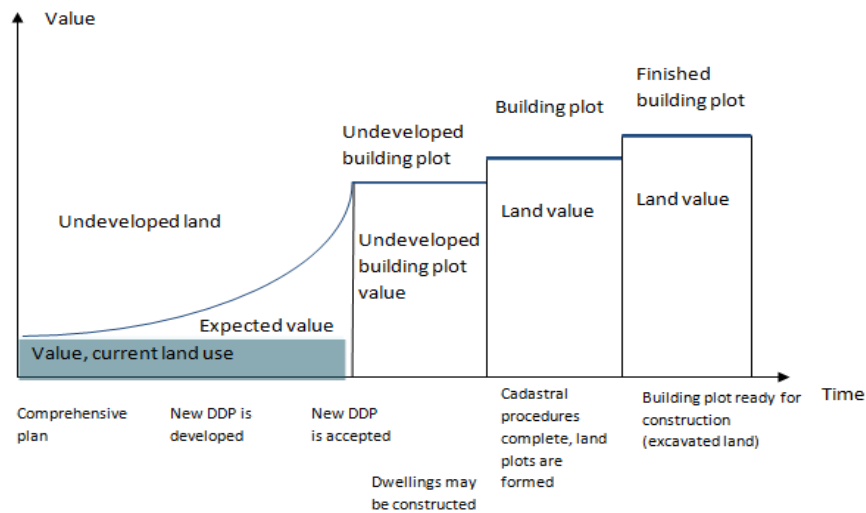 Value
Finished
building plot
Building plot
Undeveloped
building plot
Undeveloped land
Land value
Land value
Undeveloped
building plot
value
Expected value
Value, current land use
Time
Comprehensive
plan
New DDP is
developed
New DDP
is accepted
Cadastral
procedures
complete, land
plots are
formed
Building plot ready for
construction
(excavated land)
Dwellings may
be constructed